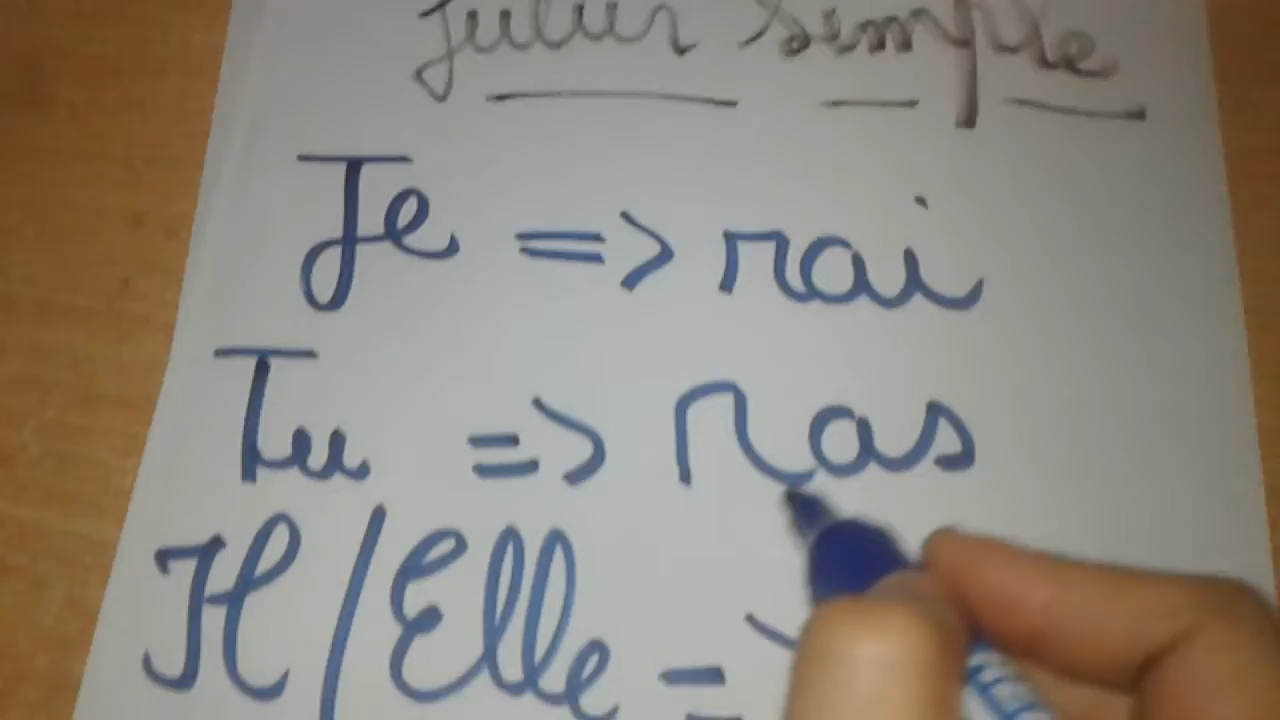 Futur simple
Je => rai
Tu => ras
Il/Elle =